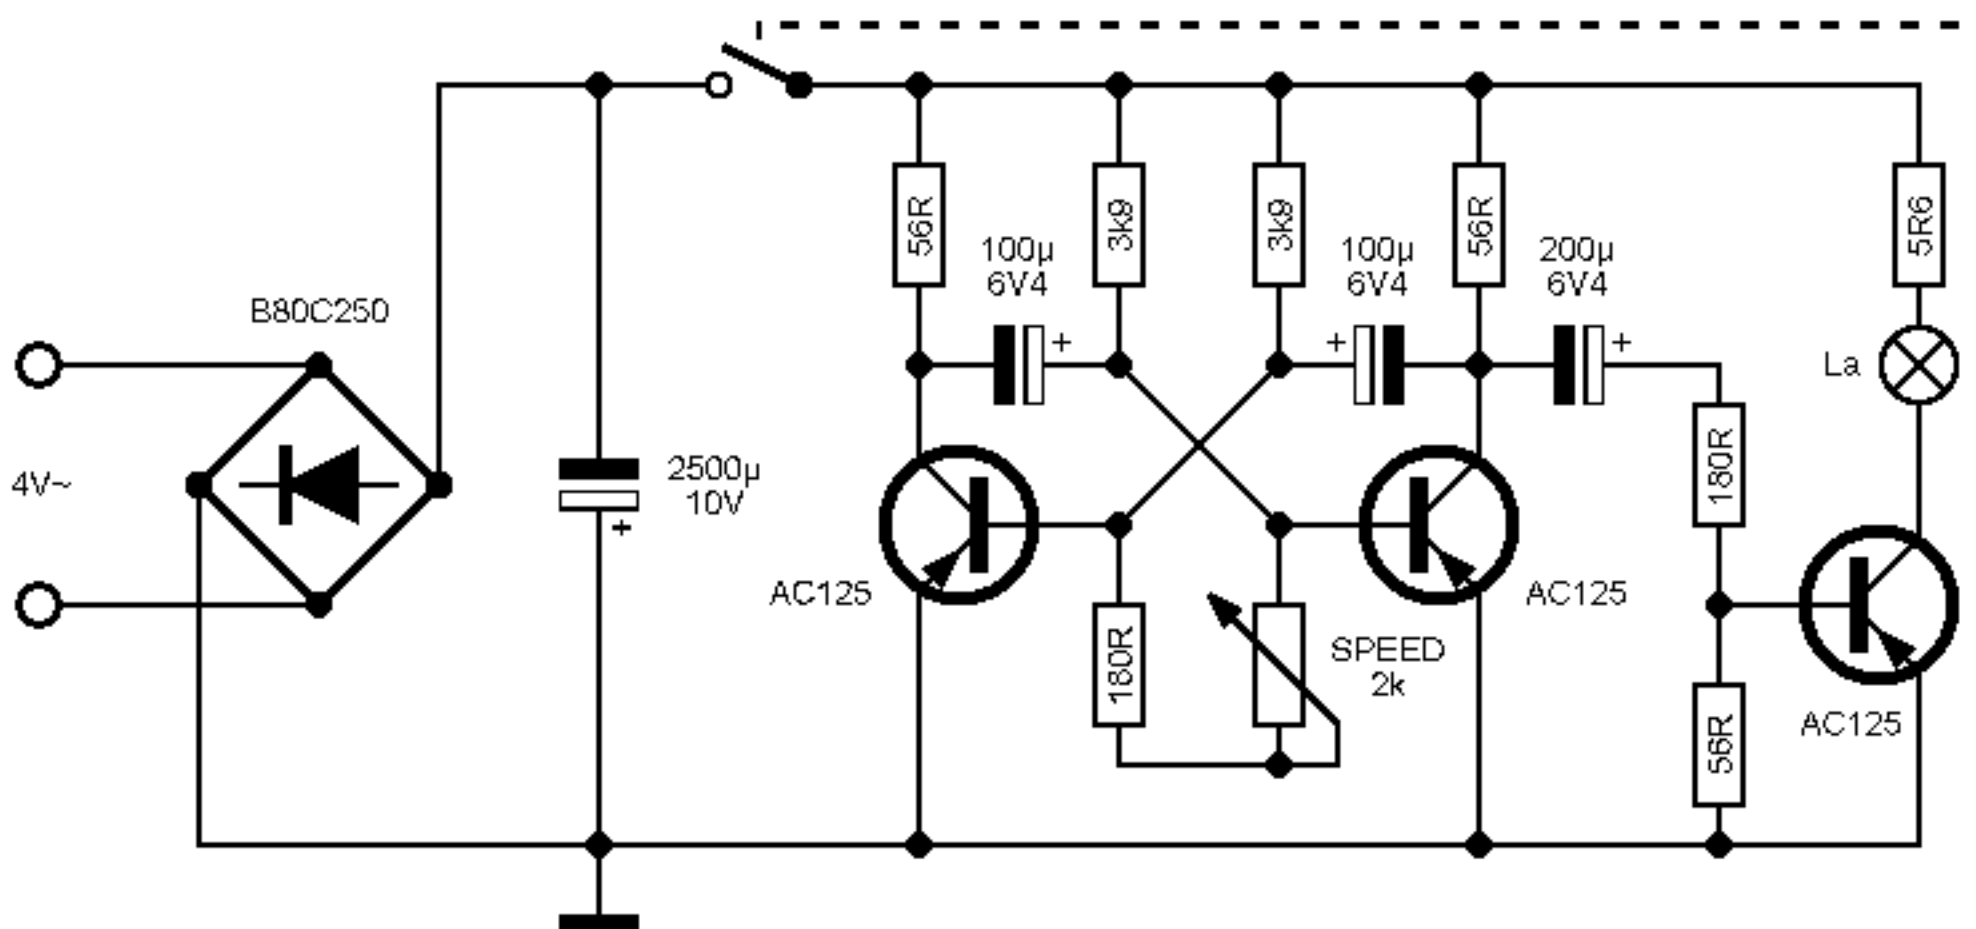 B80C250
4V~
2500µ
10V
+
56R
100µ
6V4
+
3k9
3k9
100µ
6V4
+
56R
200µ
6V4
+
5R6
La
AC125
180R
SPEED
2k
AC125
180R
56R
AC125